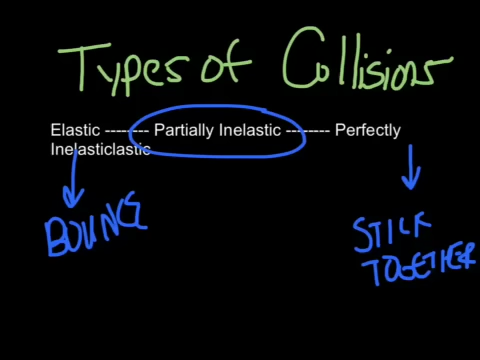 Types of Collisions
Elastic -------- Partially Inelastic -------- Perfectly
Inelasticlastic
BOUNCE
STICK
TOGETHER